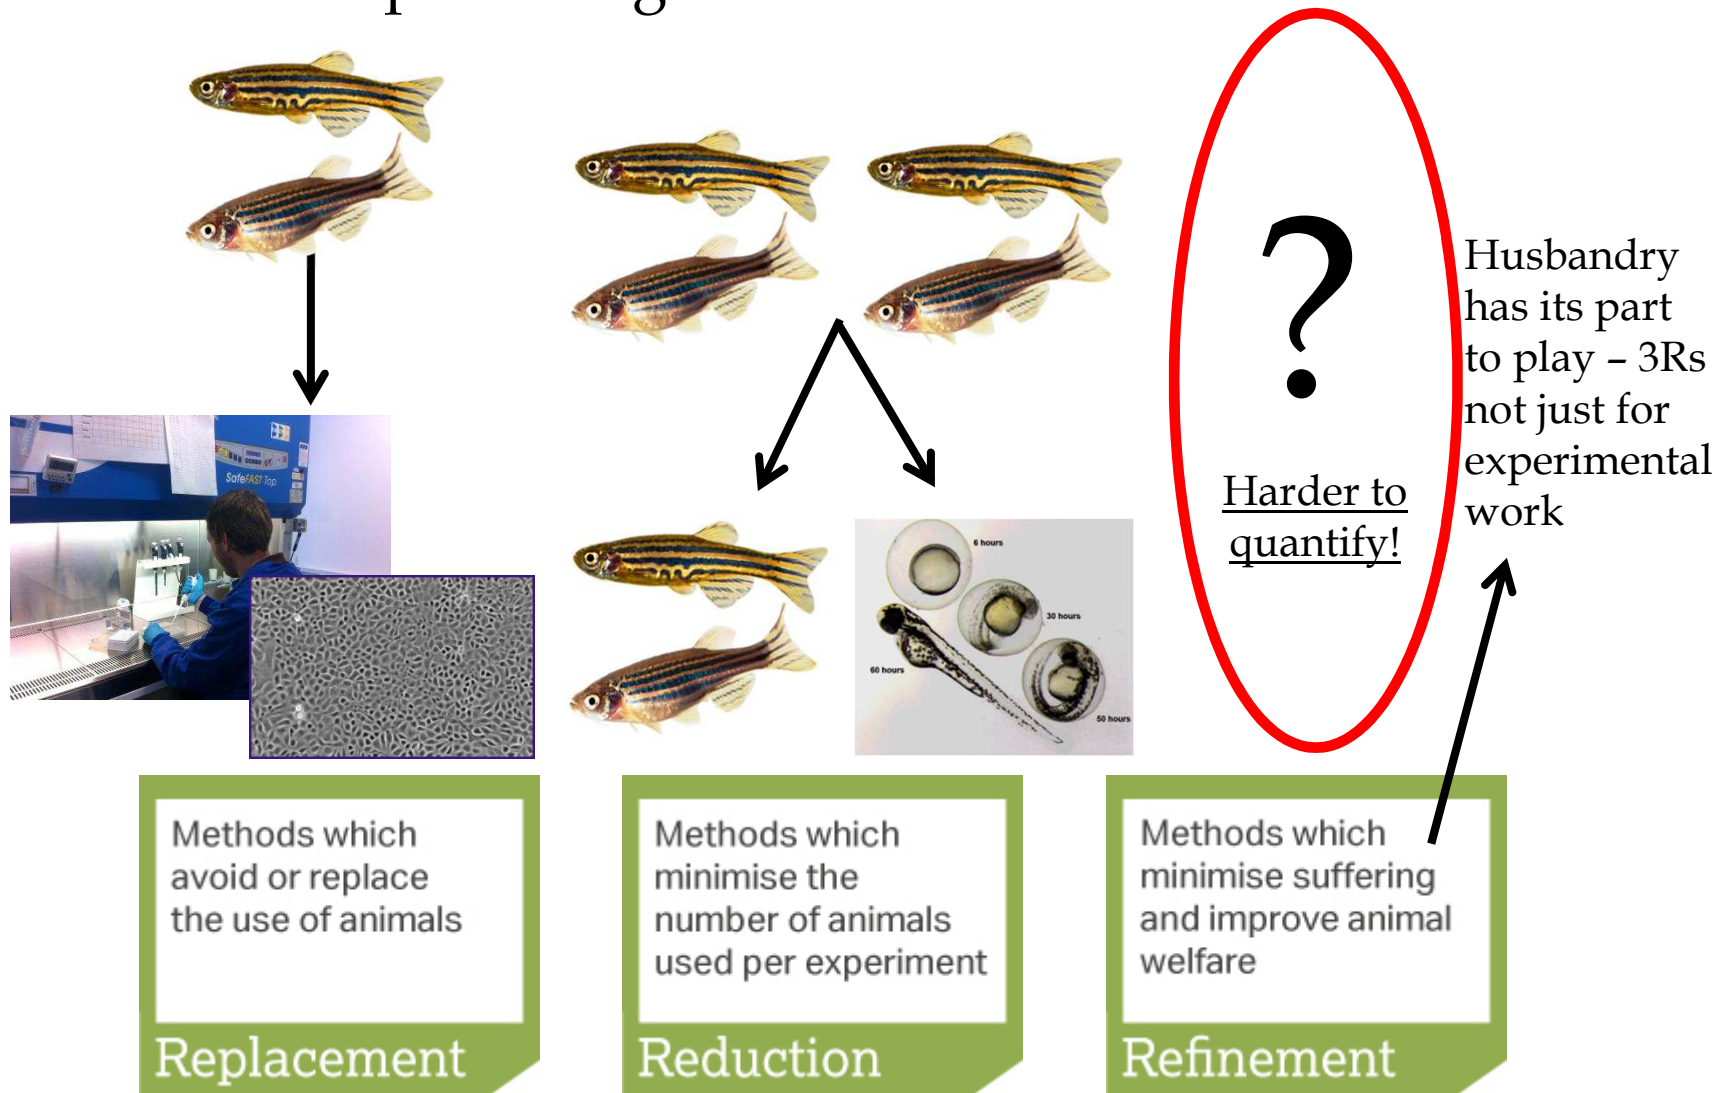 SafeFAST Top
6 hours
30 hours
60 hours
50 hours
?
Harder to
quantify!
Husbandry
has its part
to play – 3Rs
not just for
experimental
work
Methods which
avoid or replace
the use of animals
Replacement
Methods which
minimise the
number of animals
used per experiment
Reduction
Methods which
minimise suffering
and improve animal
welfare
Refinement